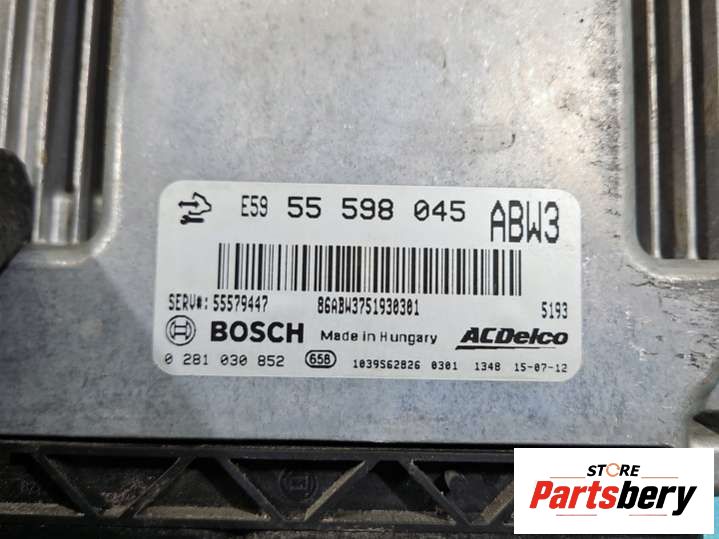 E59 55 598 045 ABW3
SERV#: 55579447 86ABW3751930301 5193
BOSCH Made in Hungary ACDelco
0 281 030 852 658 1039S62826 0301 1348 15-07-12
STORE
Partsbery